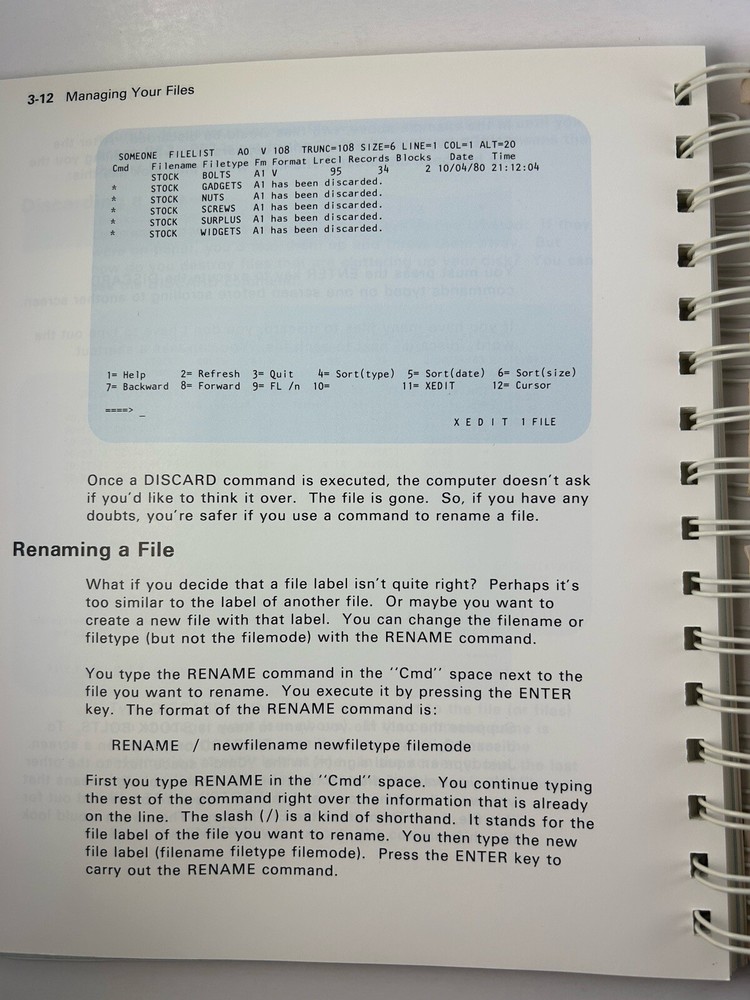 3-12 Managing Your Files
SOMEONE FILELIST A0 V 108 TRUNC=108 SIZE=6 LINE=1 COL=1 ALT=20
Cmd Filename Filetype Fm Format Lrecl Records Blocks Date Time
STOCK BOLTS A1 V 95 34 2 10/04/80 21:12:04
* STOCK GADGETS A1 has been discarded.
* STOCK NUTS A1 has been discarded.
* STOCK SCREWS A1 has been discarded.
* STOCK SURPLUS A1 has been discarded.
* STOCK WIDGETS A1 has been discarded.
1= Help 2= Refresh 3= Quit 4= Sort(type) 5= Sort(date) 6= Sort(size)
7= Backward 8= Forward 9= FL /n 10= 11= XEDIT 12= Cursor
====> _
X E D I T 1 FILE
Once a DISCARD command is executed, the computer doesn't ask
if you'd like to think it over. The file is gone. So, if you have any
doubts, you're safer if you use a command to rename a file.
Renaming a File
What if you decide that a file label isn't quite right? Perhaps it's
too similar to the label of another file. Or maybe you want to
create a new file with that label. You can change the filename or
filetype (but not the filemode) with the RENAME command.
You type the RENAME command in the ''Cmd'' space next to the
file you want to rename. You execute it by pressing the ENTER
key. The format of the RENAME command is:
RENAME / newfilename newfiletype filemode
First you type RENAME in the ''Cmd'' space. You continue typing
the rest of the command right over the information that is already
on the line. The slash (/) is a kind of shorthand. It stands for the
file label of the file you want to rename. You then type the new
file label (filename filetype filemode). Press the ENTER key to
carry out the RENAME command.